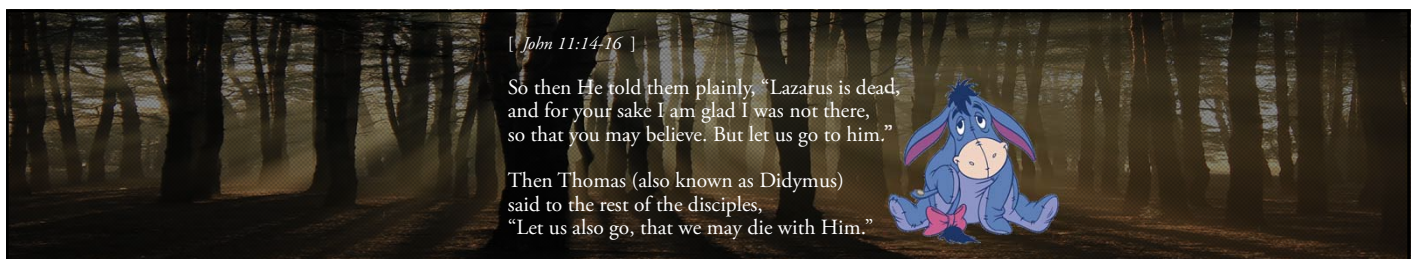 [ John 11:14-16 ]
So then He told them plainly, “Lazarus is dead,
and for your sake I am glad I was not there,
so that you may believe. But let us go to him.”
Then Thomas (also known as Didymus)
said to the rest of the disciples,
“Let us also go, that we may die with Him.”